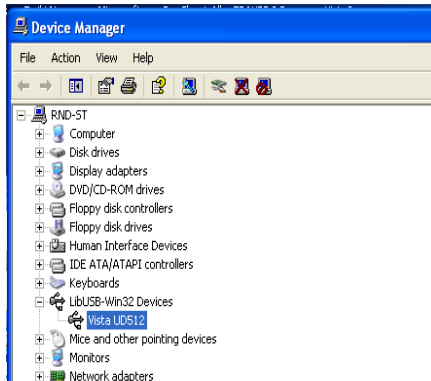 Device Manager
File Action View Help
RND-ST
Computer
Disk drives
Display adapters
DVD/CD-ROM drives
Floppy disk controllers
Floppy disk drives
Human Interface Devices
IDE ATA/ATAPI controllers
Keyboards
LibUSB-Win32 Devices
Vista UD512
Mice and other pointing devices
Monitors
Network adapters